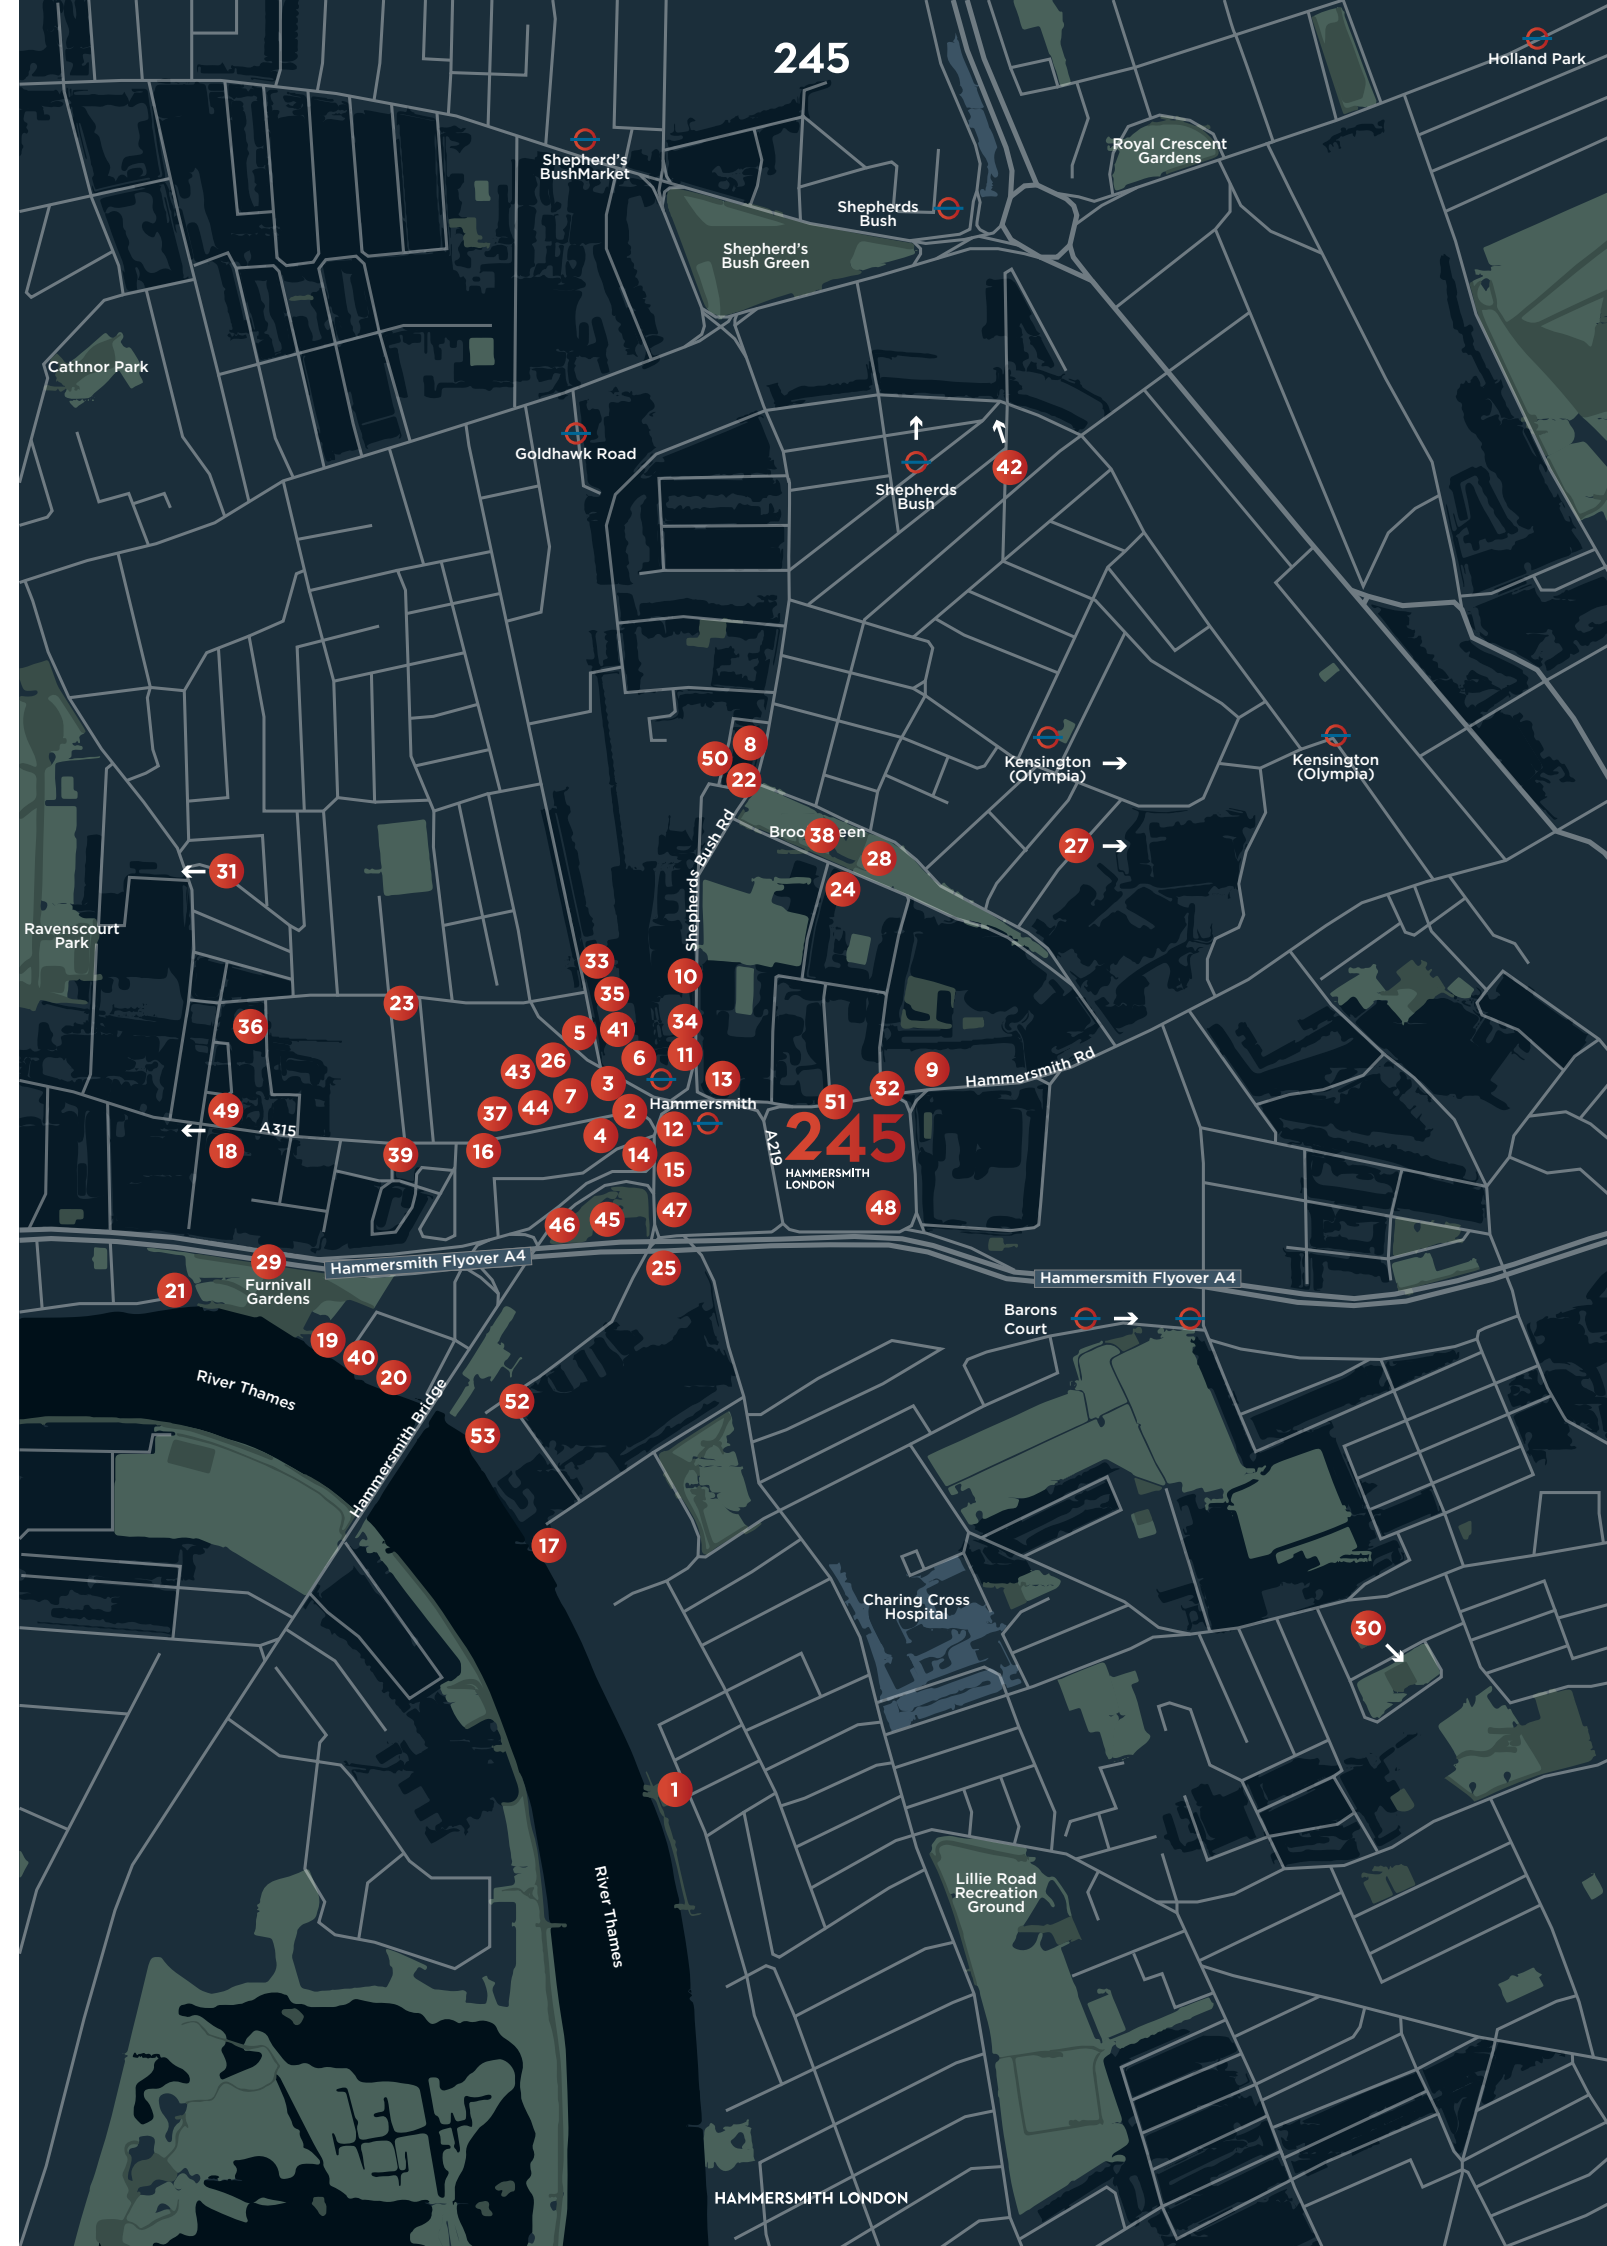 245
Holland Park
Shepherd's
BushMarket
Royal Crescent
Gardens
Shepherds
Bush
Shepherd's
Bush Green
Cathnor Park
Goldhawk Road
Shepherds
Bush
42
50
8
22
Kensington
(Olympia)
Kensington
(Olympia)
Shepherds Bush Rd
Broo
38
een
27
28
31
24
Ravenscourt
Park
33
10
35
23
36
34
5
41
6
11
26
43
13
9
Hammersmith Rd
3
32
7
51
44
Hammersmith
49
37
2
A315
12
4
A219
245
HAMMERSMITH
LONDON
18
39
16
14
15
47
48
45
46
29
Hammersmith Flyover A4
25
Hammersmith Flyover A4
21
Furnivall
Gardens
Barons
Court
19
40
20
River Thames
52
Hammersmith Bridge
53
17
Charing Cross
Hospital
30
1
River Thames
Lillie Road
Recreation
Ground
HAMMERSMITH LONDON